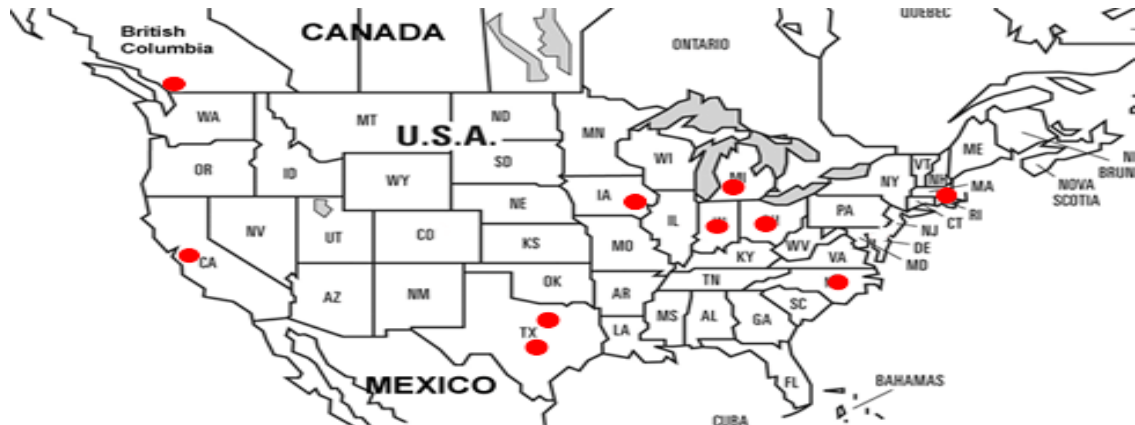 British
Columbia
CANADA
QUEBEC
ONTARIO
WA
MT
ND
MN
U.S.A.
OR
ID
SD
WI
MI
VT
NH
ME
NOVA
SCOTIA
WY
IA
NY
MA
CT
RI
NE
NV
UT
CO
IL
PA
NJ
DE
MD
CA
KS
MO
WV
VA
KY
AZ
NM
OK
AR
TN
SC
TX
LA
MS
AL
GA
FL
MEXICO
BAHAMAS
CUBA